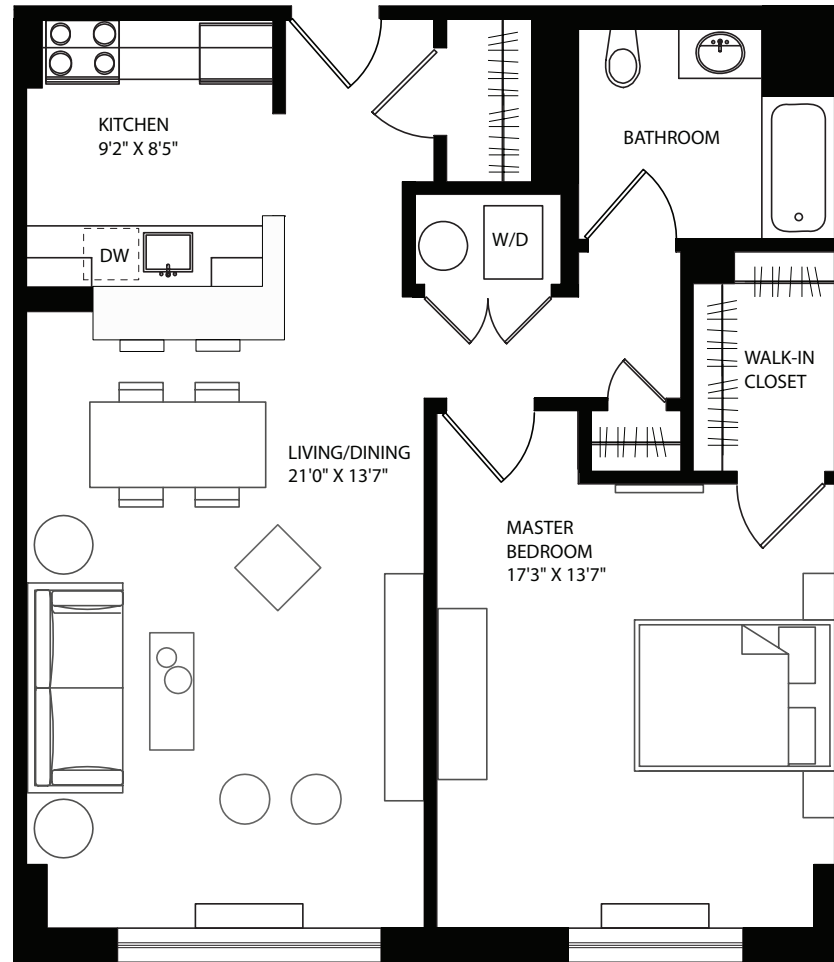 KITCHEN
9'2" X 8'5"
BATHROOM
DW
W/D
WALK-IN
CLOSET
LIVING/DINING
21'0" X 13'7"
MASTER
BEDROOM
17'3" X 13'7"